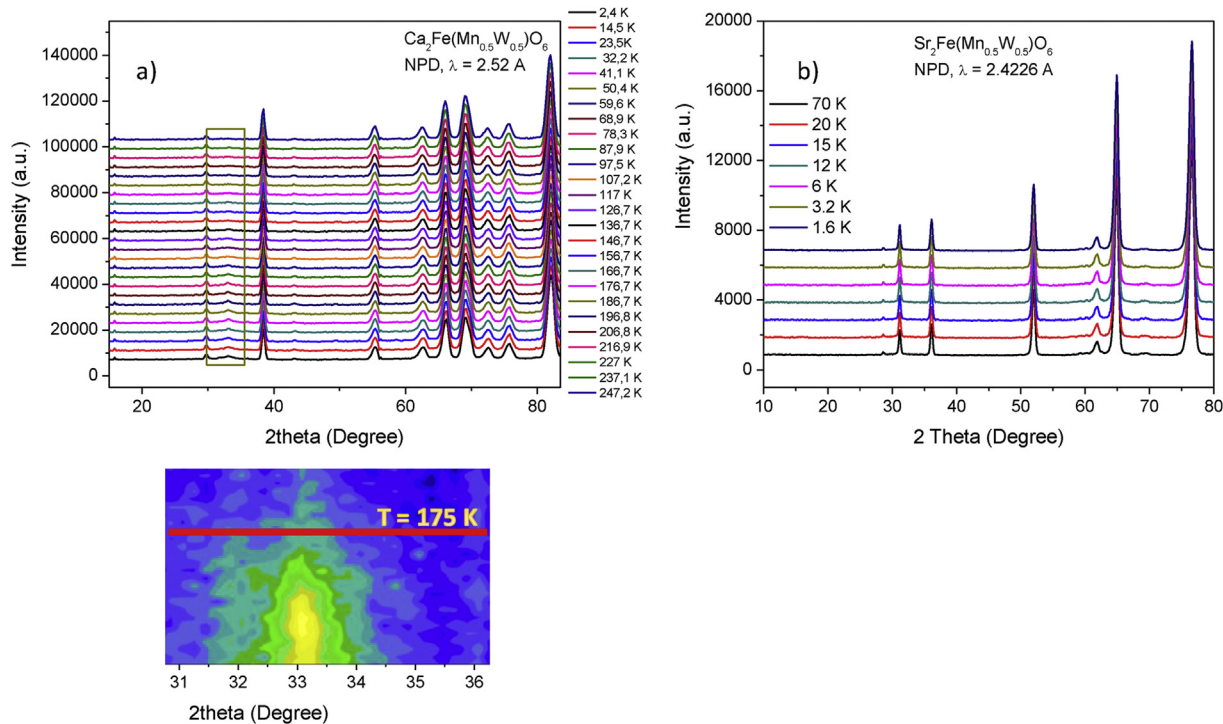 140000
120000
100000
80000
60000
40000
20000
0
Intensity (a.u.)
a)
Ca2Fe(Mn0.5W0.5)O6
NPD, λ = 2.52 A
20
40
60
80
2theta (Degree)
2,4 K
14,5 K
23,5K
32,2 K
41,1 K
50,4 K
59,6 K
68,9 K
78,3 K
87,9 K
97,5 K
107,2 K
117 K
126,7 K
136,7 K
146,7 K
156,7 K
166,7 K
176,7 K
186,7 K
196,8 K
206,8 K
216,9 K
227 K
237,1 K
247,2 K
20000
16000
12000
8000
4000
0
Intensity (a.u.)
b)
Sr2Fe(Mn0.5W0.5)O6
NPD, λ = 2.4226 A
70 K
20 K
15 K
12 K
6 K
3.2 K
1.6 K
10
20
30
40
50
60
70
80
2 Theta (Degree)
T = 175 K
31
32
33
34
35
36
2theta (Degree)